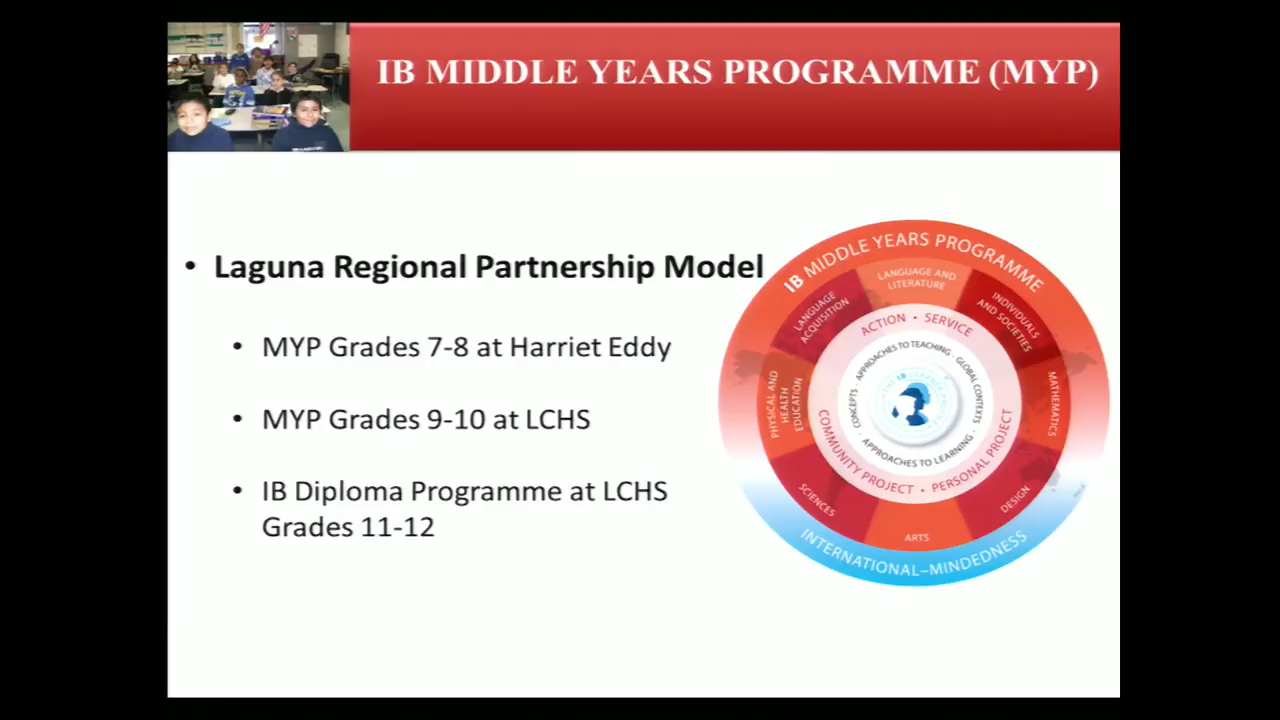 IB MIDDLE YEARS PROGRAMME (MYP)
• Laguna Regional Partnership Model
• MYP Grades 7-8 at Harriet Eddy
• MYP Grades 9-10 at LCHS
• IB Diploma Programme at LCHS
Grades 11-12
IB MIDDLE YEARS PROGRAMME
LANGUAGE AND
LITERATURE
LANGUAGE
ACQUISITION
INDIVIDUALS
AND SOCIETIES
PHYSICAL AND
HEALTH
EDUCATION
MATHEMATICS
SCIENCES
DESIGN
ARTS
ACTION • SERVICE
COMMUNITY PROJECT • PERSONAL PROJECT
APPROACHES TO TEACHING · GLOBAL CONTEXTS
CONCEPTS · APPROACHES TO LEARNING ·
THE IB LEARNER
INTERNATIONAL–MINDEDNESS